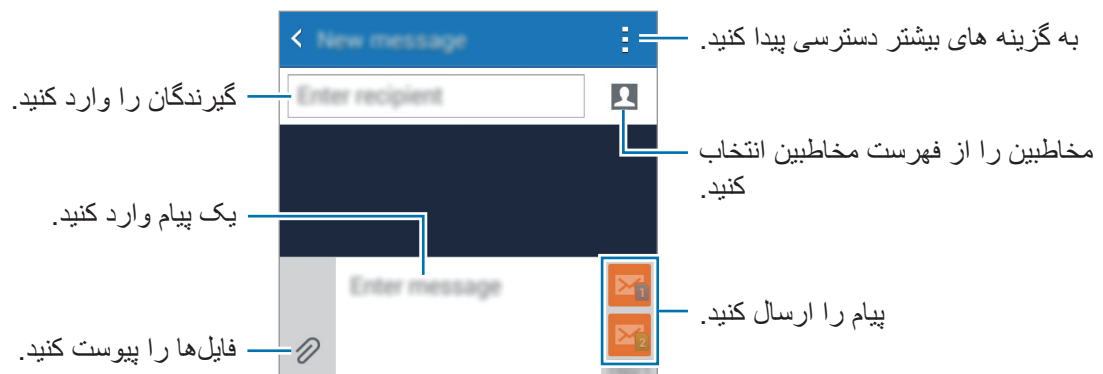 New message
به گزینه های بیشتر دسترسی پیدا کنید.
Enter recipient
گیرندگان را وارد کنید.
مخاطبین را از فهرست مخاطبین انتخاب
کنید.
یک پیام وارد کنید.
Enter message
1
پیام را ارسال کنید.
2
فایل‌ها را پیوست کنید.